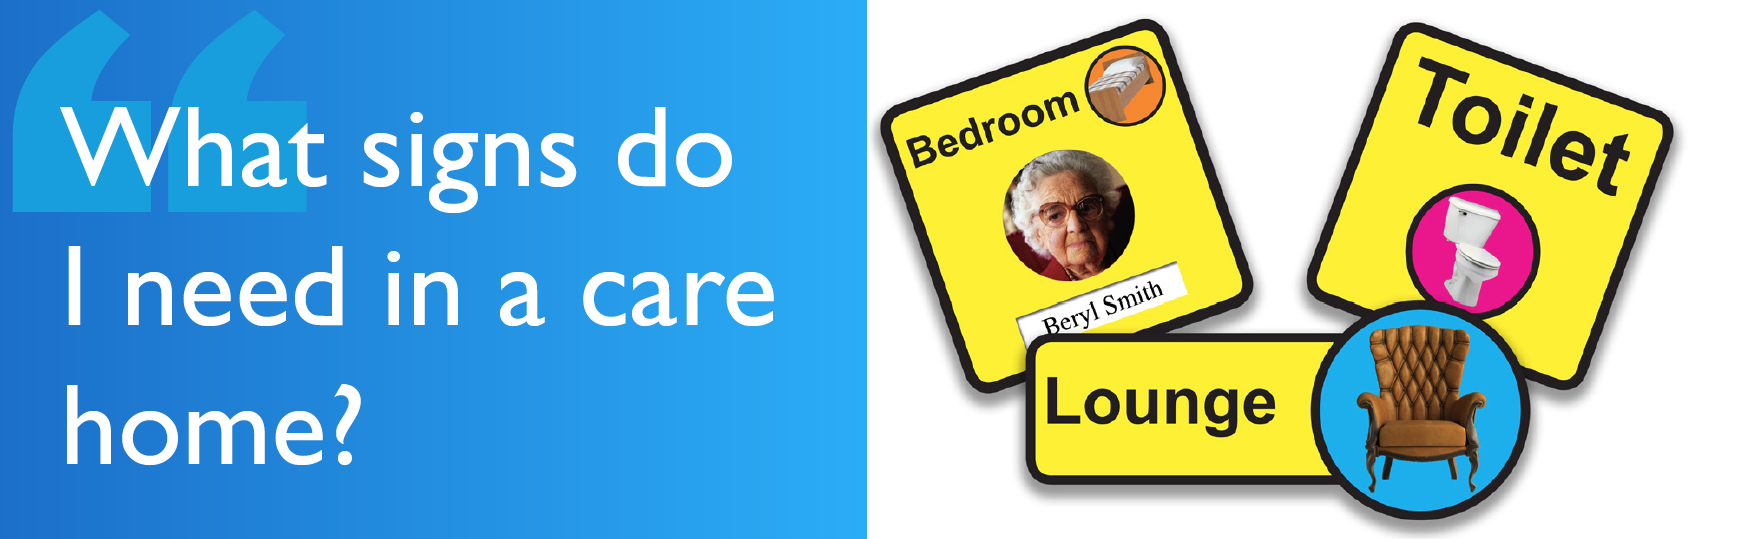 What signs do
I need in a care
home?
Bedroom
Beryl Smith
Toilet
Lounge